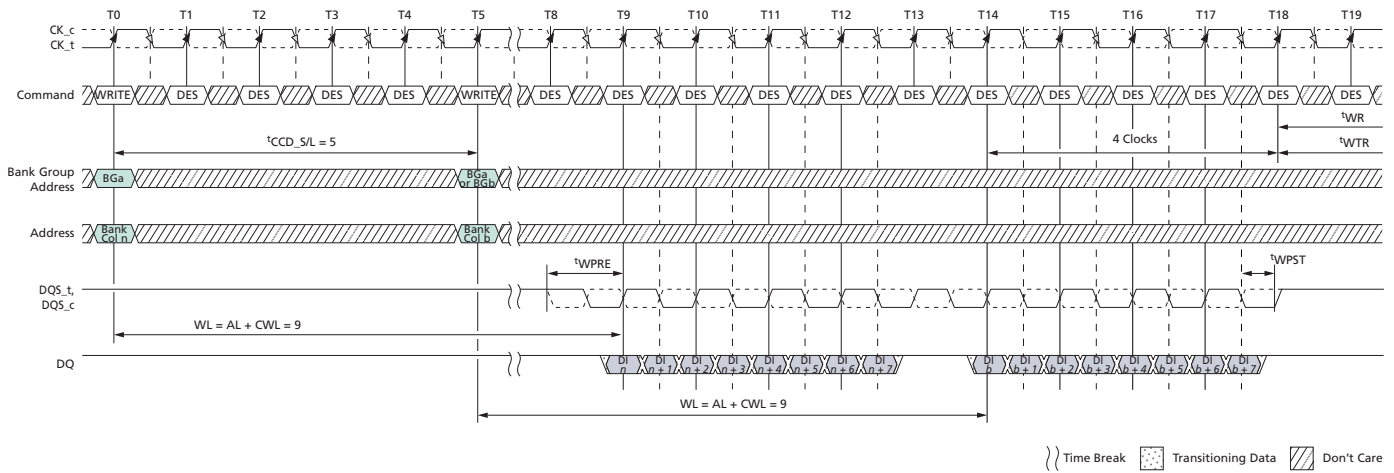 T0 T1 T2 T3 T4 T5 T8 T9 T10 T11 T12 T13 T14 T15 T16 T17 T18 T19
CK_c
CK_t
Command WRITE DES DES DES DES WRITE DES DES DES DES DES DES DES DES DES DES DES DES
tWR
tCCD_S/L = 5
4 Clocks
tWTR
Bank Group
Address
BGa
BGa
or BGb
Address
Bank
Col n
Bank
Col b
tWPRE
tWPST
DQS_t,
DQS_c
WL = AL + CWL = 9
DQ
DI
n
DI
n + 1
DI
n + 2
DI
n + 3
DI
n + 4
DI
n + 5
DI
n + 6
DI
n + 7
DI
b
DI
b + 1
DI
b + 2
DI
b + 3
DI
b + 4
DI
b + 5
DI
b + 6
DI
b + 7
WL = AL + CWL = 9
Time Break Transitioning Data Don't Care